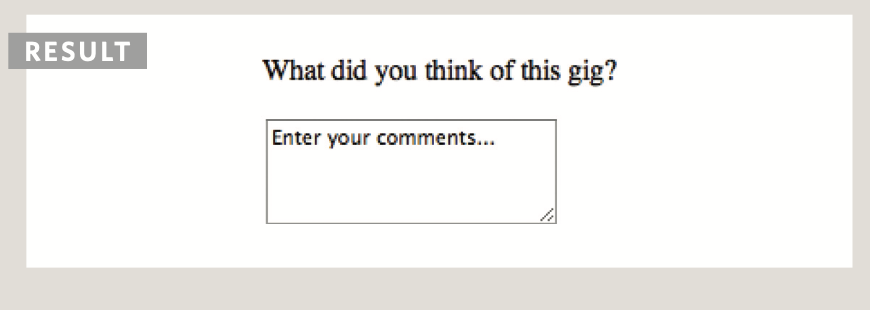 RESULT
What did you think of this gig?
Enter your comments...